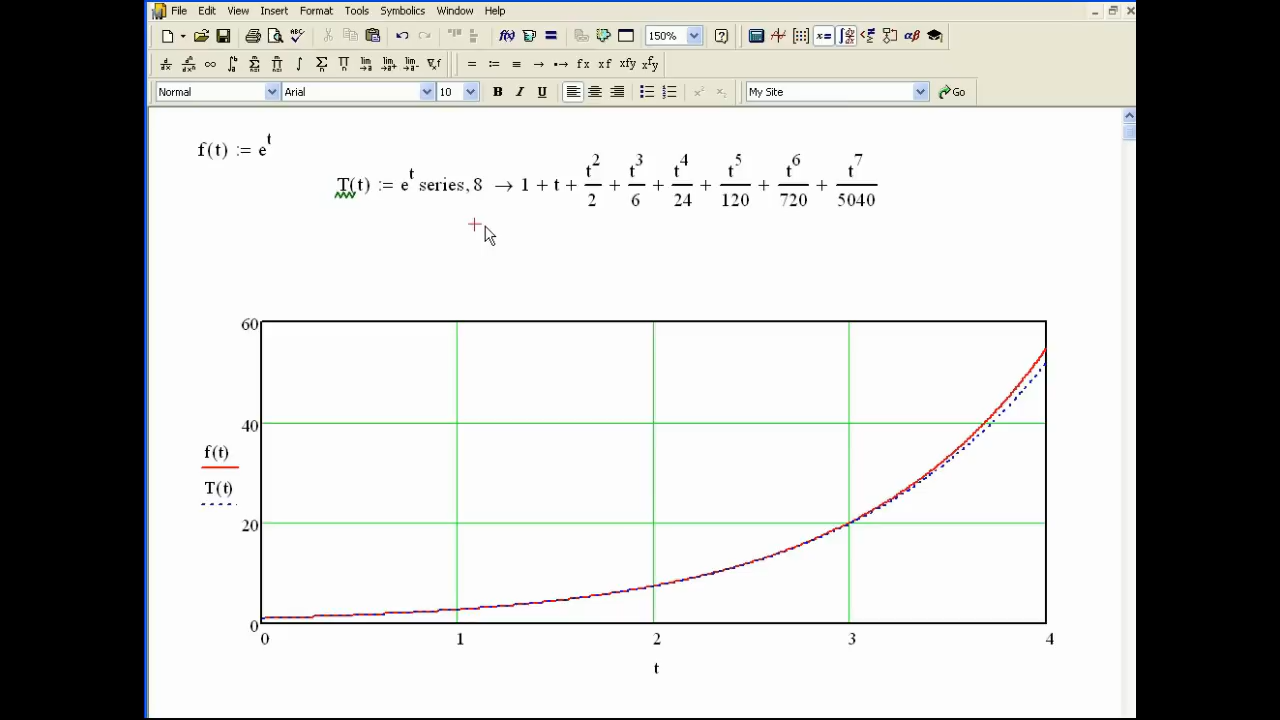 File Edit View Insert Format Tools Symbolics Window Help
150%
Normal Arial 10 B I U My Site Go
f(t) := e^t
T(t) := e^t series, 8 → 1 + t + t^2/2 + t^3/6 + t^4/24 + t^5/120 + t^6/720 + t^7/5040
60
40
f(t)
T(t)
20
0
0 1 2 3 4
t